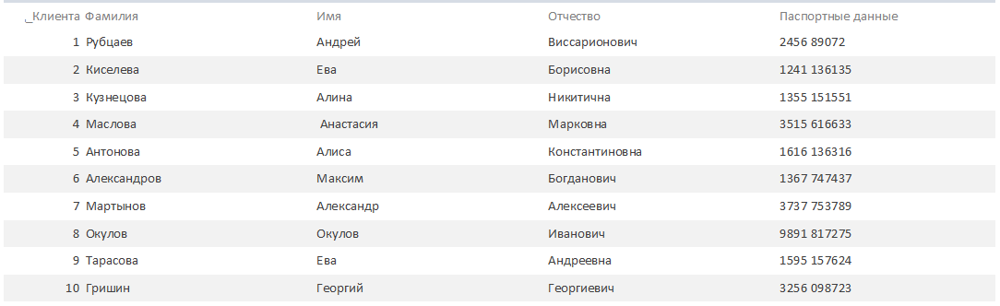 _Клиента Фамилия Имя Отчество Паспортные данные
1 Рубцаев Андрей Виссарионович 2456 89072
2 Киселева Ева Борисовна 1241 136135
3 Кузнецова Алина Никитична 1355 151551
4 Маслова Анастасия Марковна 3515 616633
5 Антонова Алиса Константиновна 1616 136316
6 Александров Максим Богданович 1367 747437
7 Мартынов Александр Алексеевич 3737 753789
8 Окулов Окулов Иванович 9891 817275
9 Тарасова Ева Андреевна 1595 157624
10 Гришин Георгий Георгиевич 3256 098723